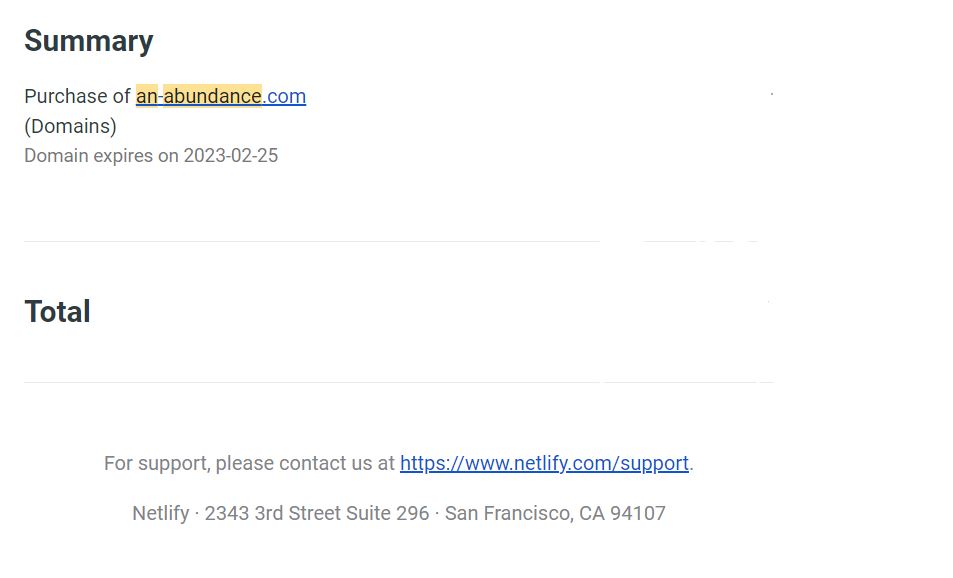 Summary
Purchase of an-abundance.com
(Domains)
Domain expires on 2023-02-25
Total
For support, please contact us at https://www.netlify.com/support.
Netlify · 2343 3rd Street Suite 296 · San Francisco, CA 94107